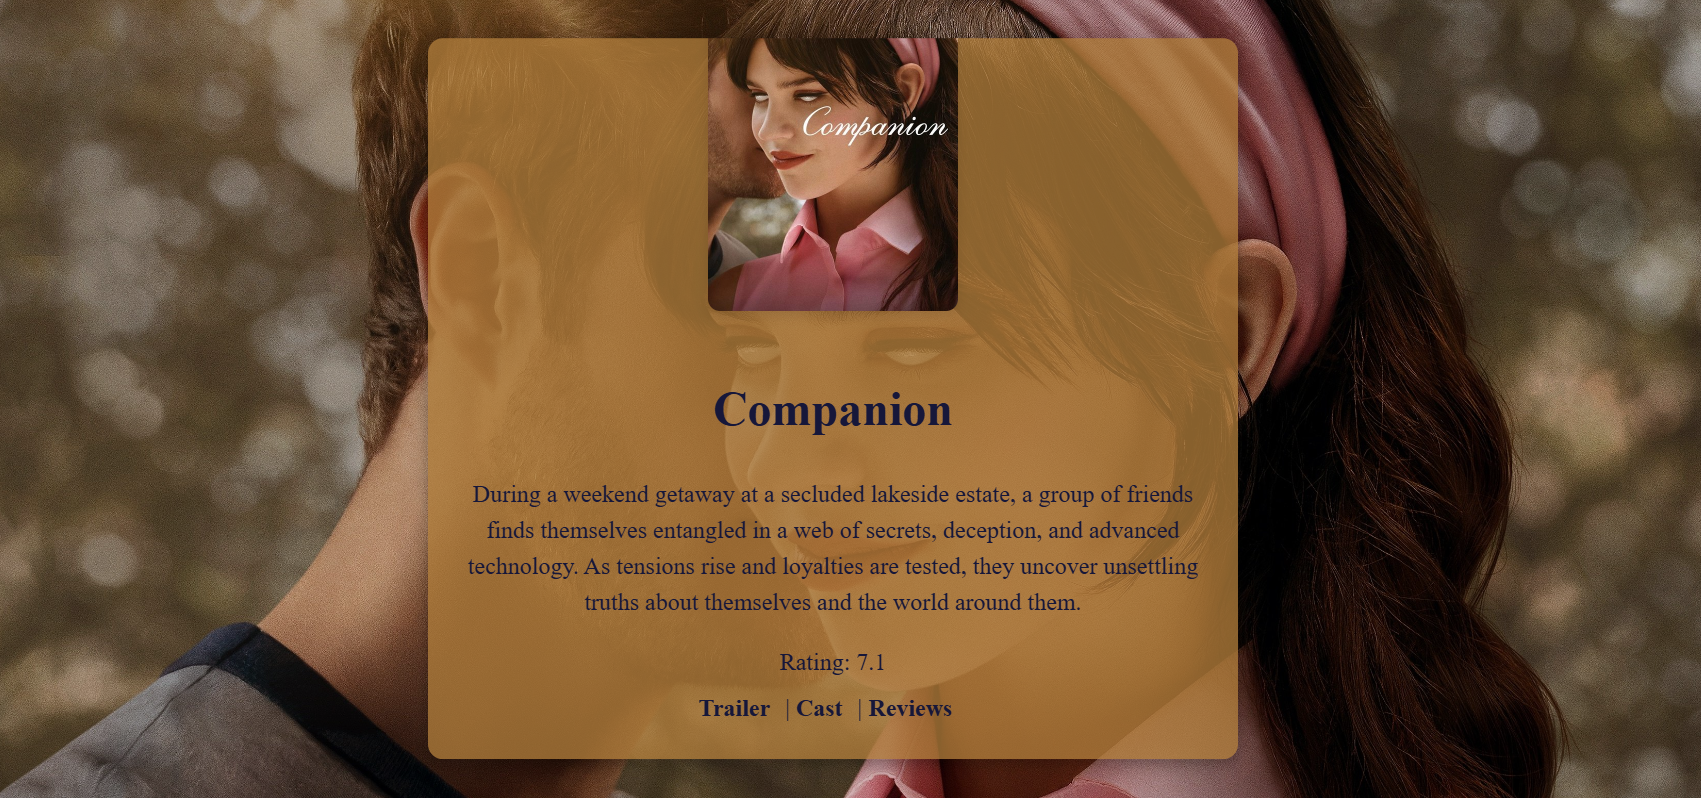 Companion
Companion
During a weekend getaway at a secluded lakeside estate, a group of friends
finds themselves entangled in a web of secrets, deception, and advanced
technology. As tensions rise and loyalties are tested, they uncover unsettling
truths about themselves and the world around them.
Rating: 7.1
Trailer | Cast | Reviews